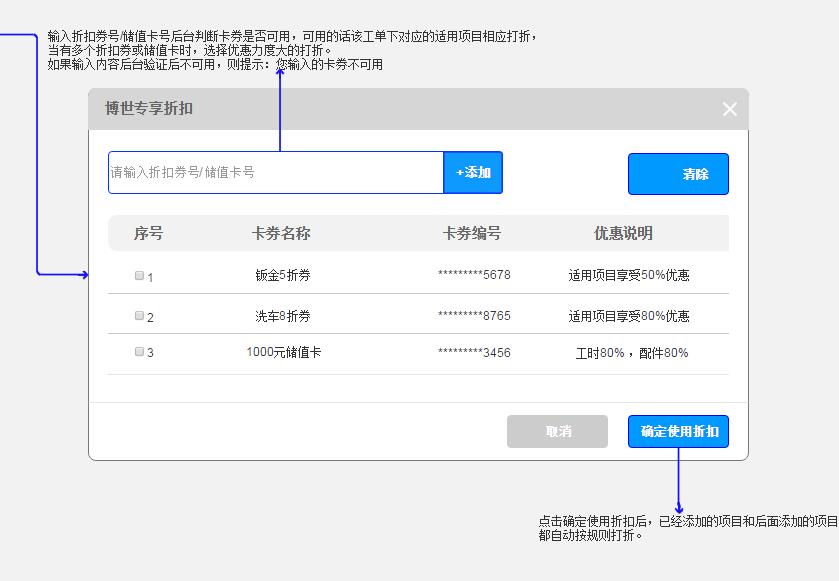 输入折扣券号/储值卡号后台判断卡券是否可用，可用的话该工单下对应的适用项目相应打折，
当有多个折扣券或储值卡时，选择优惠力度大的打折。
如果输入内容后台验证后不可用，则提示：您输入的卡券不可用
博世专享折扣
请输入折扣券号/储值卡号 +添加 清除
序号 卡券名称 卡券编号 优惠说明
1 钣金5折券 *********5678 适用项目享受50%优惠
2 洗车8折券 *********8765 适用项目享受80%优惠
3 1000元储值卡 *********3456 工时80%，配件80%
取消 确定使用折扣
点击确定使用折扣后，已经添加的项目和后面添加的项目
都自动按规则打折。